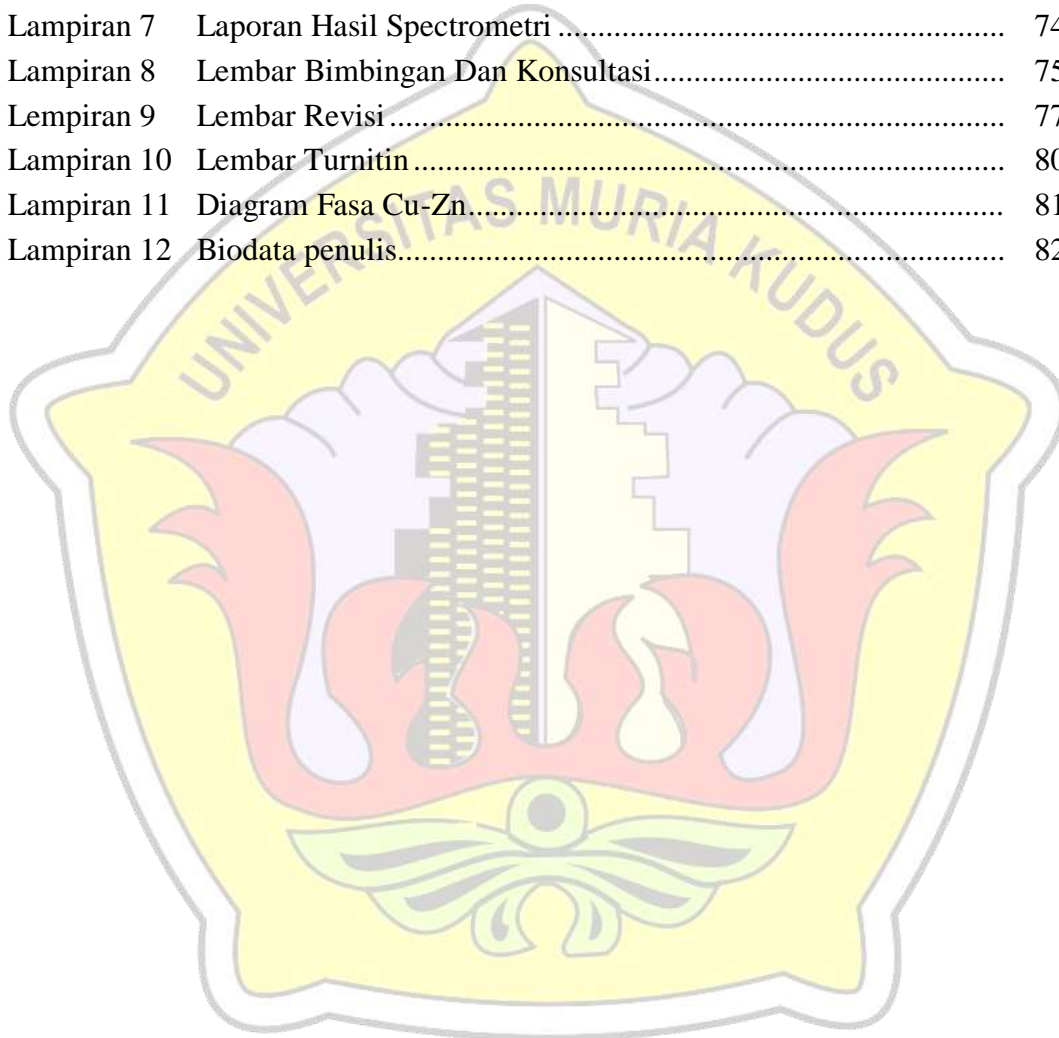 Lampiran 7 Laporan Hasil Spectrometri ............................................................ 74
Lampiran 8 Lembar Bimbingan Dan Konsultasi............................................... 75
Lempiran 9 Lembar Revisi................................................................................... 77
Lampiran 10 Lembar Turnitin ............................................................................... 80
Lampiran 11 Diagram Fasa Cu-Zn........................................................................ 81
Lampiran 12 Biodata penulis................................................................................. 82
UNIVERSITAS MURIA KUDUS